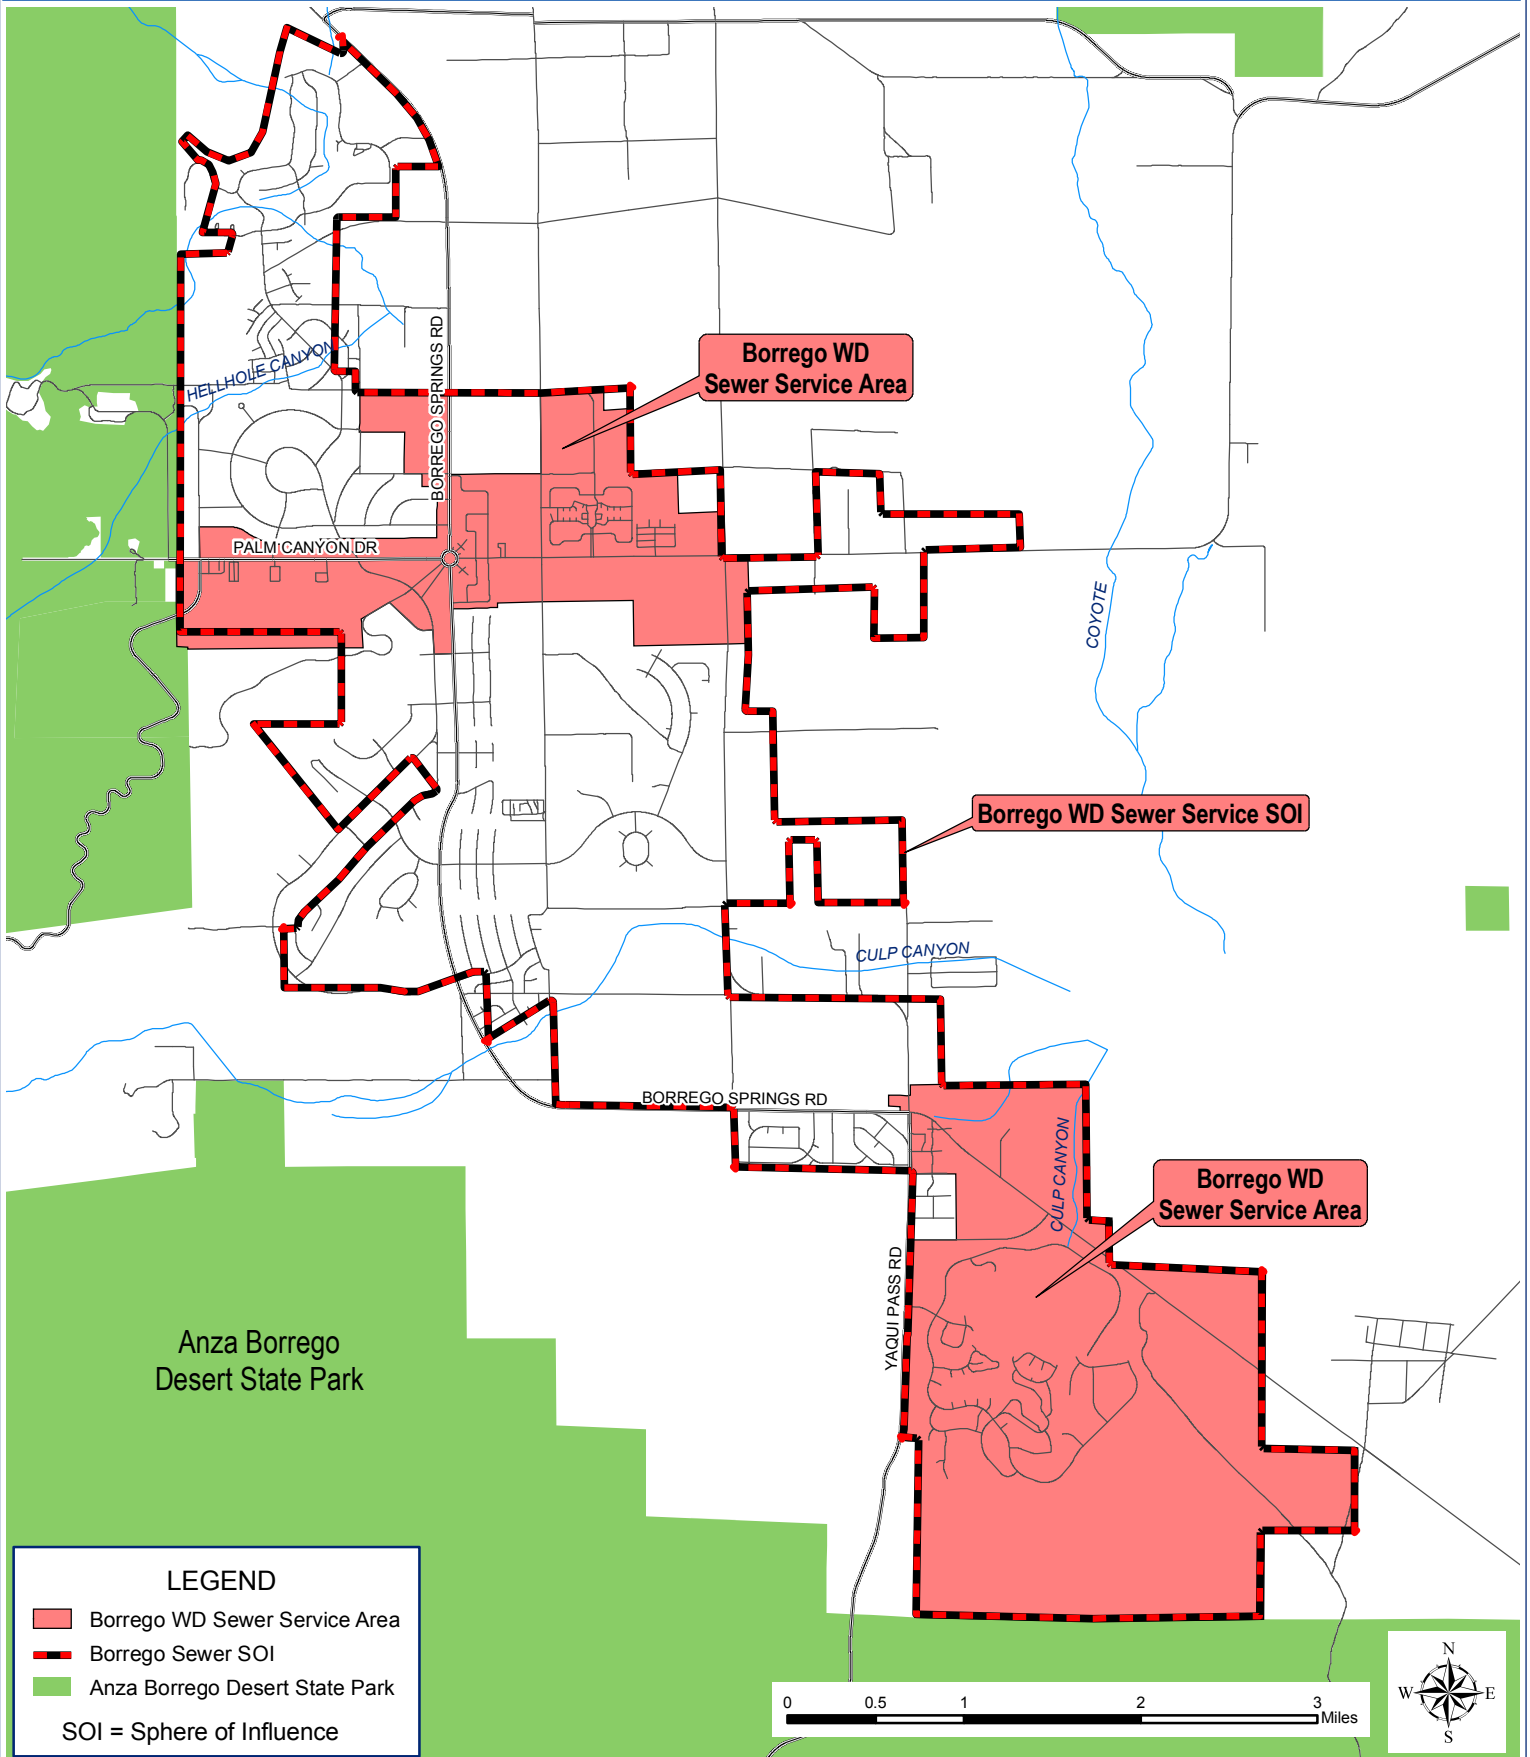 Borrego WD
Sewer Service Area
HELLHOLE CANYON
BORREGO SPRINGS RD
PALM CANYON DR
COYOTE
Borrego WD Sewer Service SOI
CULP CANYON
BORREGO SPRINGS RD
CULP CANYON
Borrego WD
Sewer Service Area
YAQUI PASS RD
Anza Borrego
Desert State Park
LEGEND
Borrego WD Sewer Service Area
Borrego Sewer SOI
Anza Borrego Desert State Park
SOI = Sphere of Influence
0 0.5 1 2 3
Miles
N
W E
S